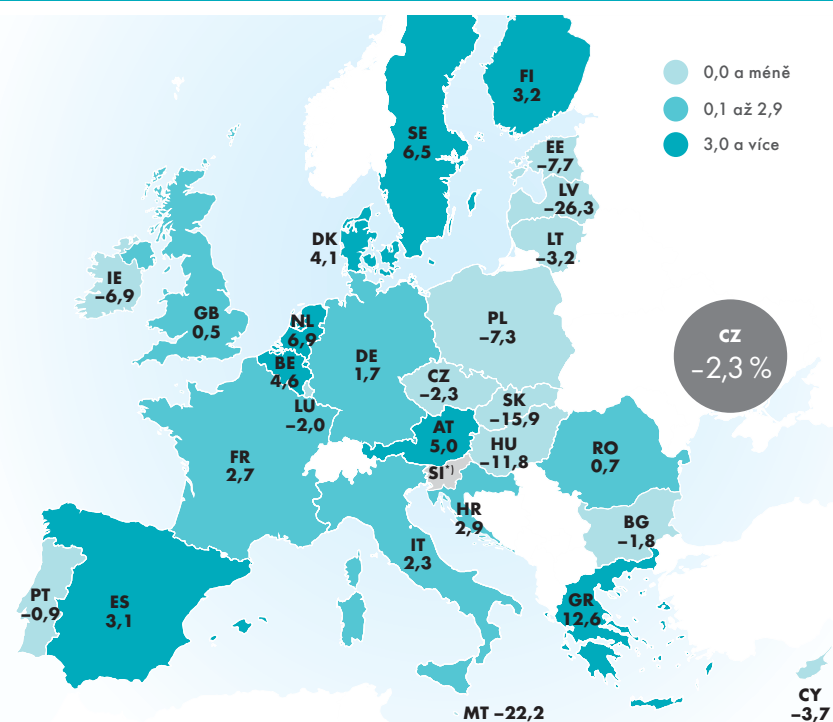 0,0 a méně
0,1 až 2,9
3,0 a více
FI
3,2
SE
6,5
EE
–7,7
LV
–26,3
LT
–3,2
DK
4,1
IE
–6,9
GB
0,5
NL
6,9
BE
4,6
LU
–2,0
DE
1,7
PL
–7,3
CZ
–2,3 %
CZ
–2,3
SK
–15,9
AT
5,0
HU
–11,8
SI*)
FR
2,7
RO
0,7
HR
2,9
BG
–1,8
IT
2,3
PT
–0,9
ES
3,1
GR
12,6
MT –22,2
CY
–3,7